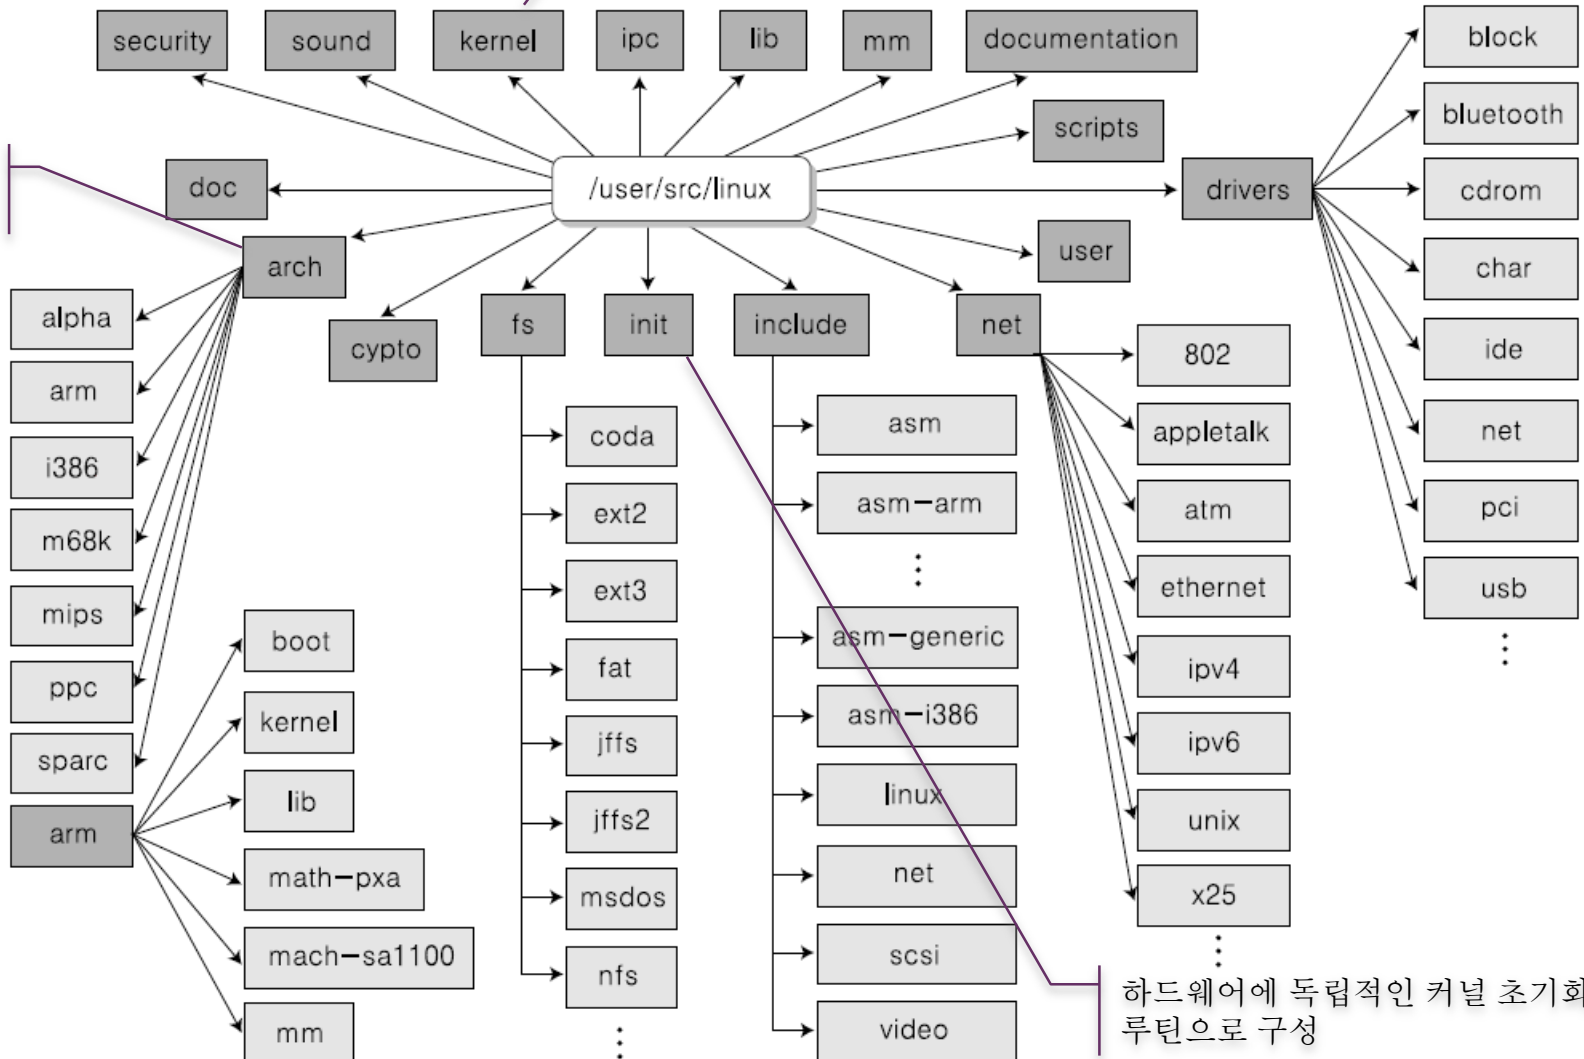 security
sound
kernel
ipc
lib
mm
documentation
scripts
/user/src/linux
doc
drivers
user
arch
cypto
fs
init
include
net
alpha
arm
i386
m68k
mips
ppc
sparc
arm
boot
kernel
lib
math-pxa
mach-sa1100
mm
coda
ext2
ext3
fat
jffs
jffs2
msdos
nfs
asm
asm-arm
asm-generic
asm-i386
linux
net
scsi
video
802
appletalk
atm
ethernet
ipv4
ipv6
unix
x25
block
bluetooth
cdrom
char
ide
net
pci
usb
하드웨어에 독립적인 커널 초기화
루틴으로 구성